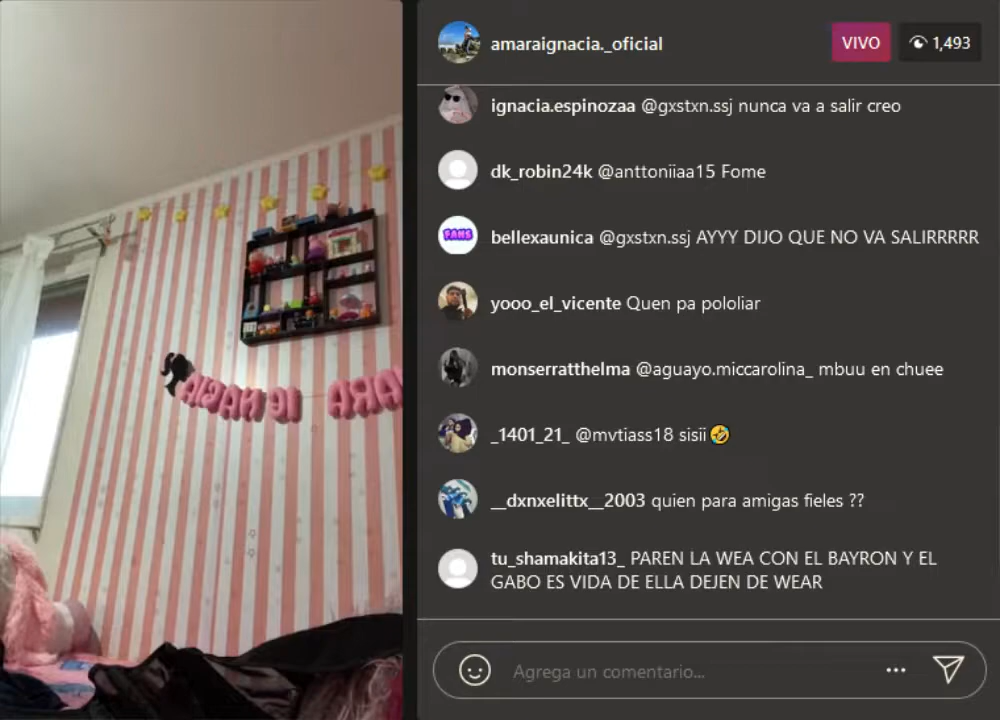 amaraignacia._oficial
VIVO
1,493
ignacia.espinozaa @gxstxn.ssj nunca va a salir creo
dk_robin24k @anttoniiaa15 Fome
FANS
bellexaunica @gxstxn.ssj AYYY DIJO QUE NO VA SALIRRRRR
yooo_el_vicente Quen pa pololiar
monserratthelma @aguayo.miccarolina_ mbuu en chuee
_1401_21_ @mvtiass18 sisii🤣
__dxnxelittx__2003 quien para amigas fieles ??
tu_shamakita13_ PAREN LA WEA CON EL BAYRON Y EL
GABO ES VIDA DE ELLA DEJEN DE WEAR
Agrega un comentario...